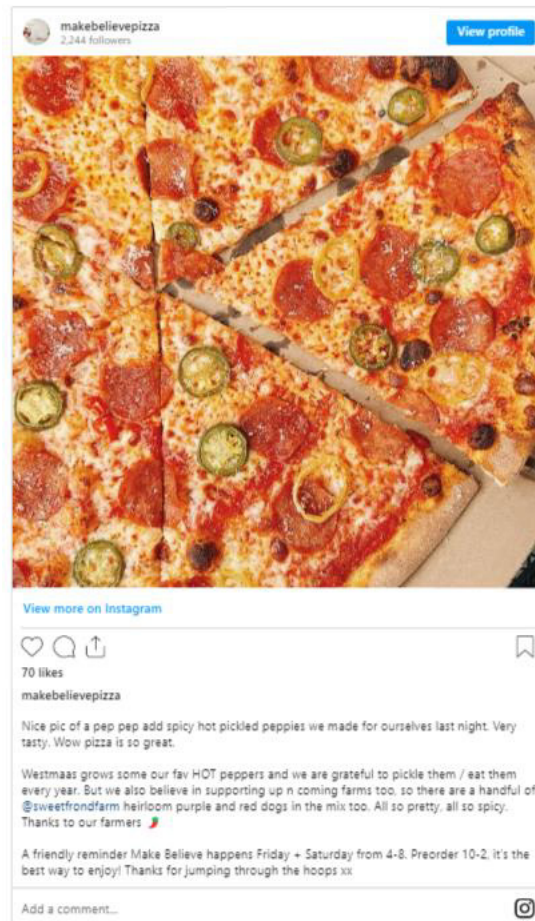 makebelievepizza
2,244 followers
View profile
View more on Instagram
70 likes
makebelievepizza
Nice pic of a pep pep add spicy hot pickled peppies we made for ourselves last night. Very
tasty. Wow pizza is so great.
Westmaas grows some our fav HOT peppers and we are grateful to pickle them / eat them
every year. But we also believe in supporting up n coming farms too, so there are a handful of
@sweetfrondfarm heirloom purple and red dogs in the mix too. All so pretty, all so spicy.
Thanks to our farmers 🌶️
A friendly reminder Make Believe happens Friday + Saturday from 4-8. Preorder 10-2, it's the
best way to enjoy! Thanks for jumping through the hoops xx
Add a comment...